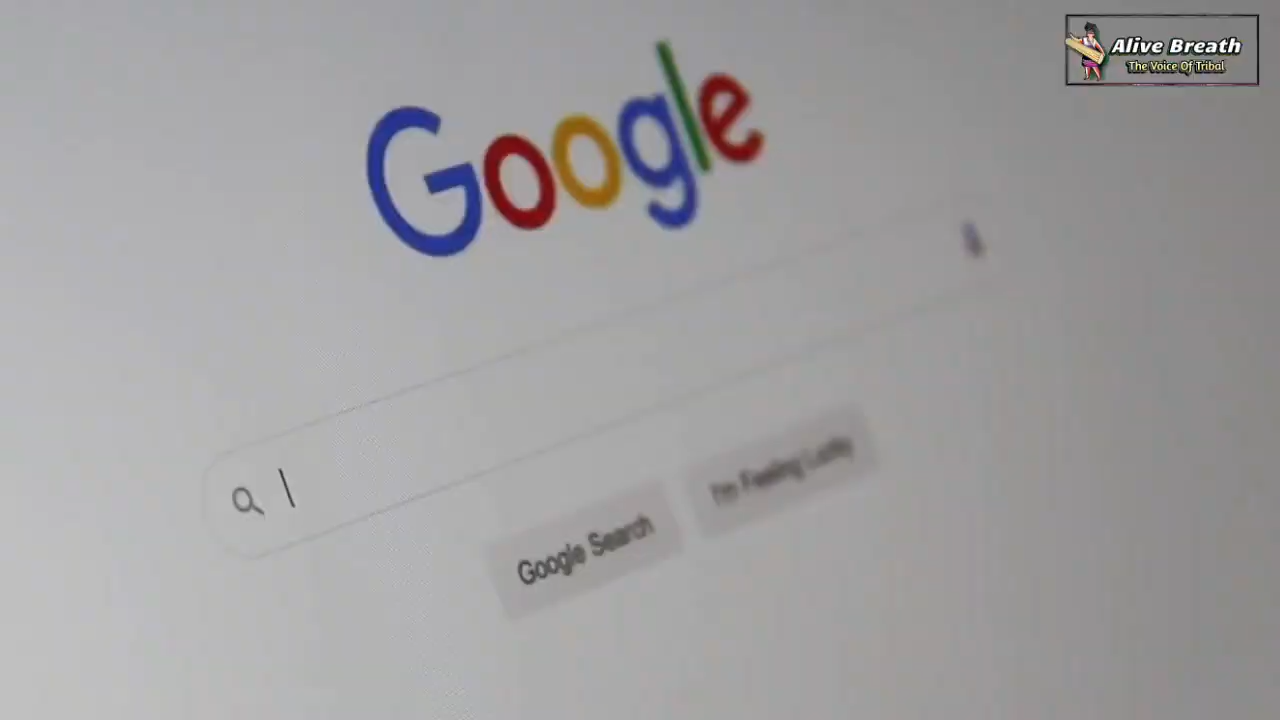 Alive Breath
The Voice Of Tribal
Google
Google Search
I'm Feeling Lucky